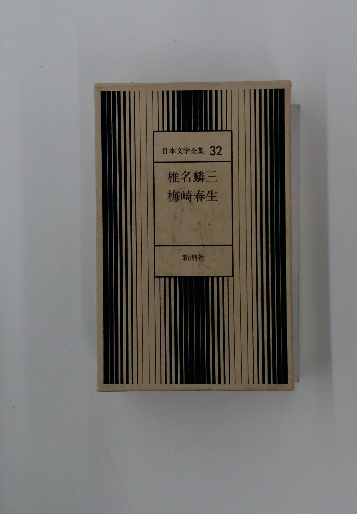 日本文学全集 32
椎名麟三
梅崎春生
新潮社